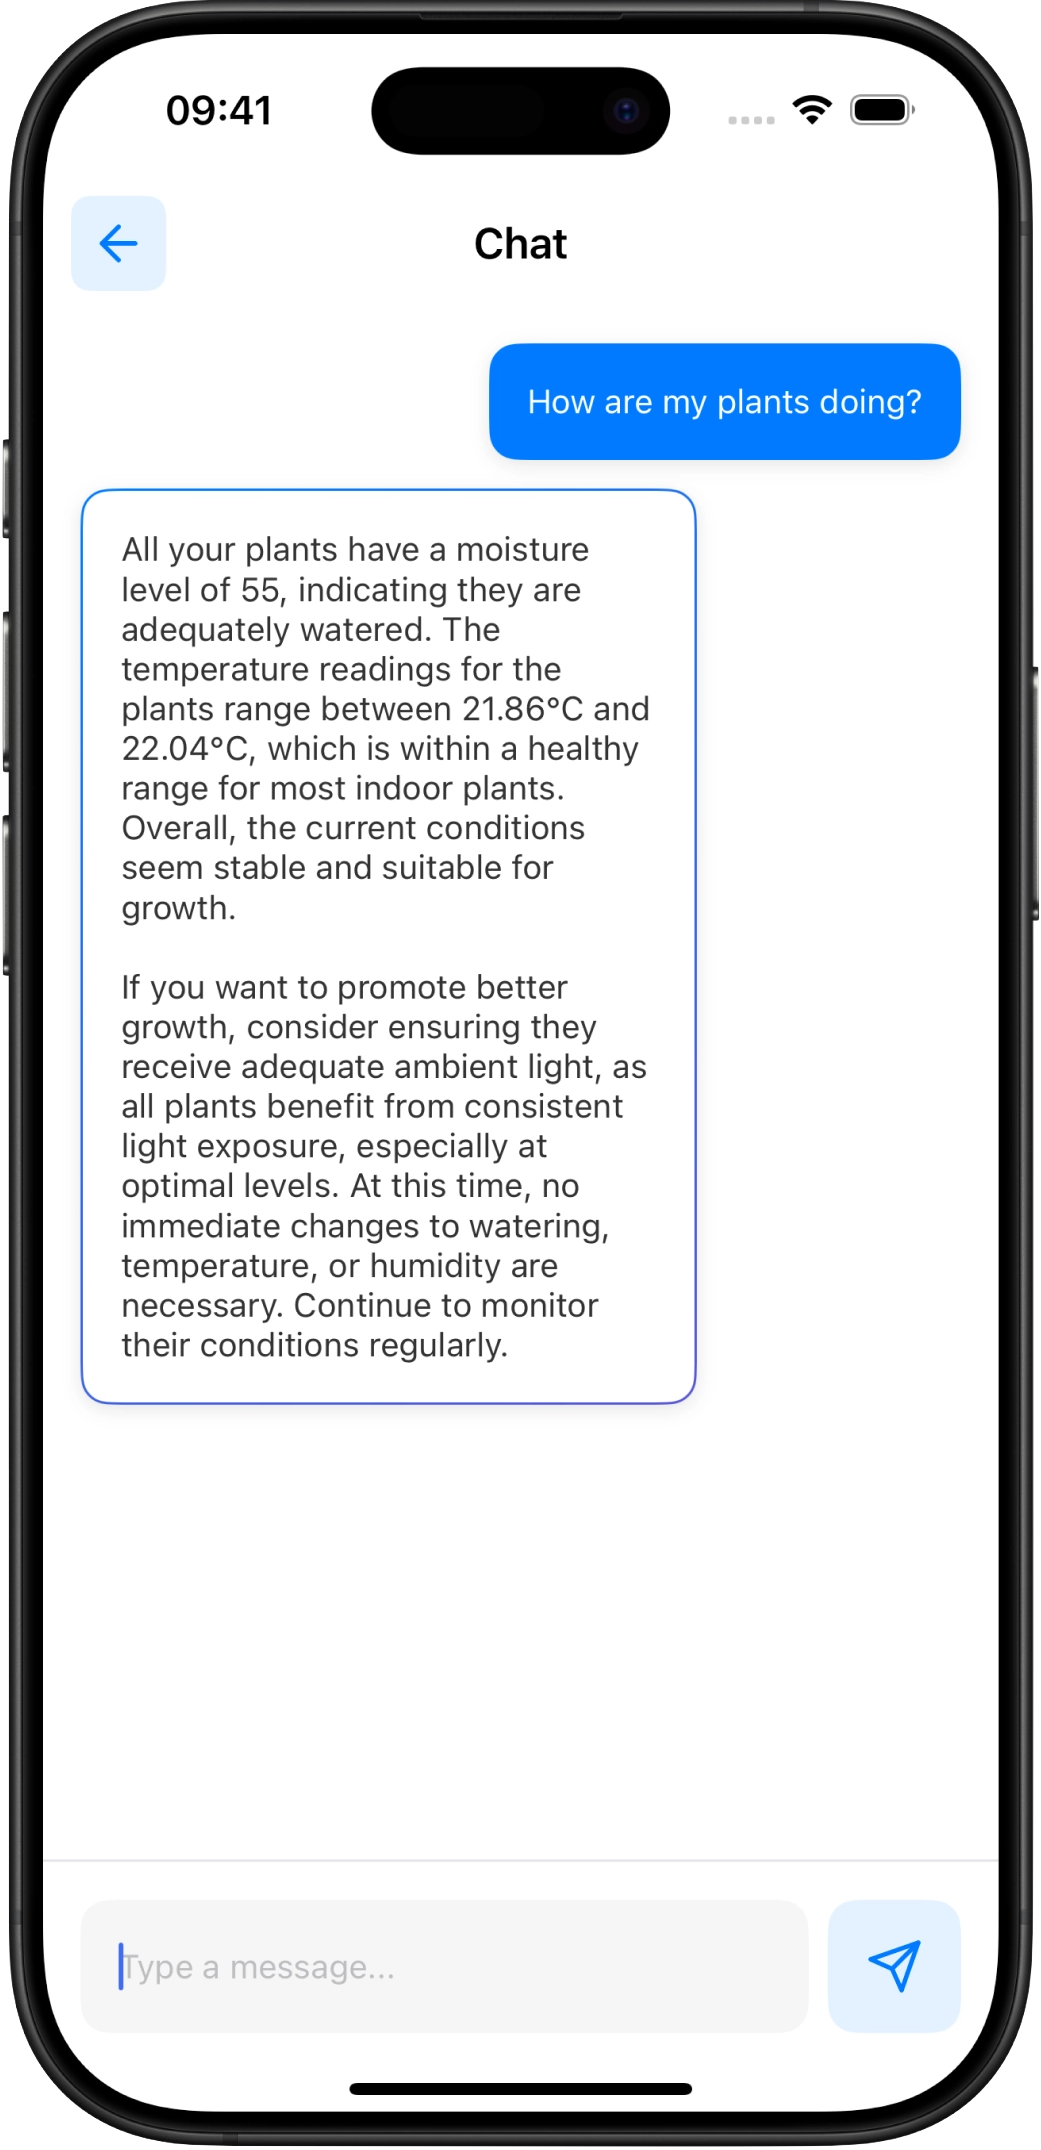 09:41
Chat
How are my plants doing?
All your plants have a moisture
level of 55, indicating they are
adequately watered. The
temperature readings for the
plants range between 21.86°C and
22.04°C, which is within a healthy
range for most indoor plants.
Overall, the current conditions
seem stable and suitable for
growth.
If you want to promote better
growth, consider ensuring they
receive adequate ambient light, as
all plants benefit from consistent
light exposure, especially at
optimal levels. At this time, no
immediate changes to watering,
temperature, or humidity are
necessary. Continue to monitor
their conditions regularly.
Type a message...